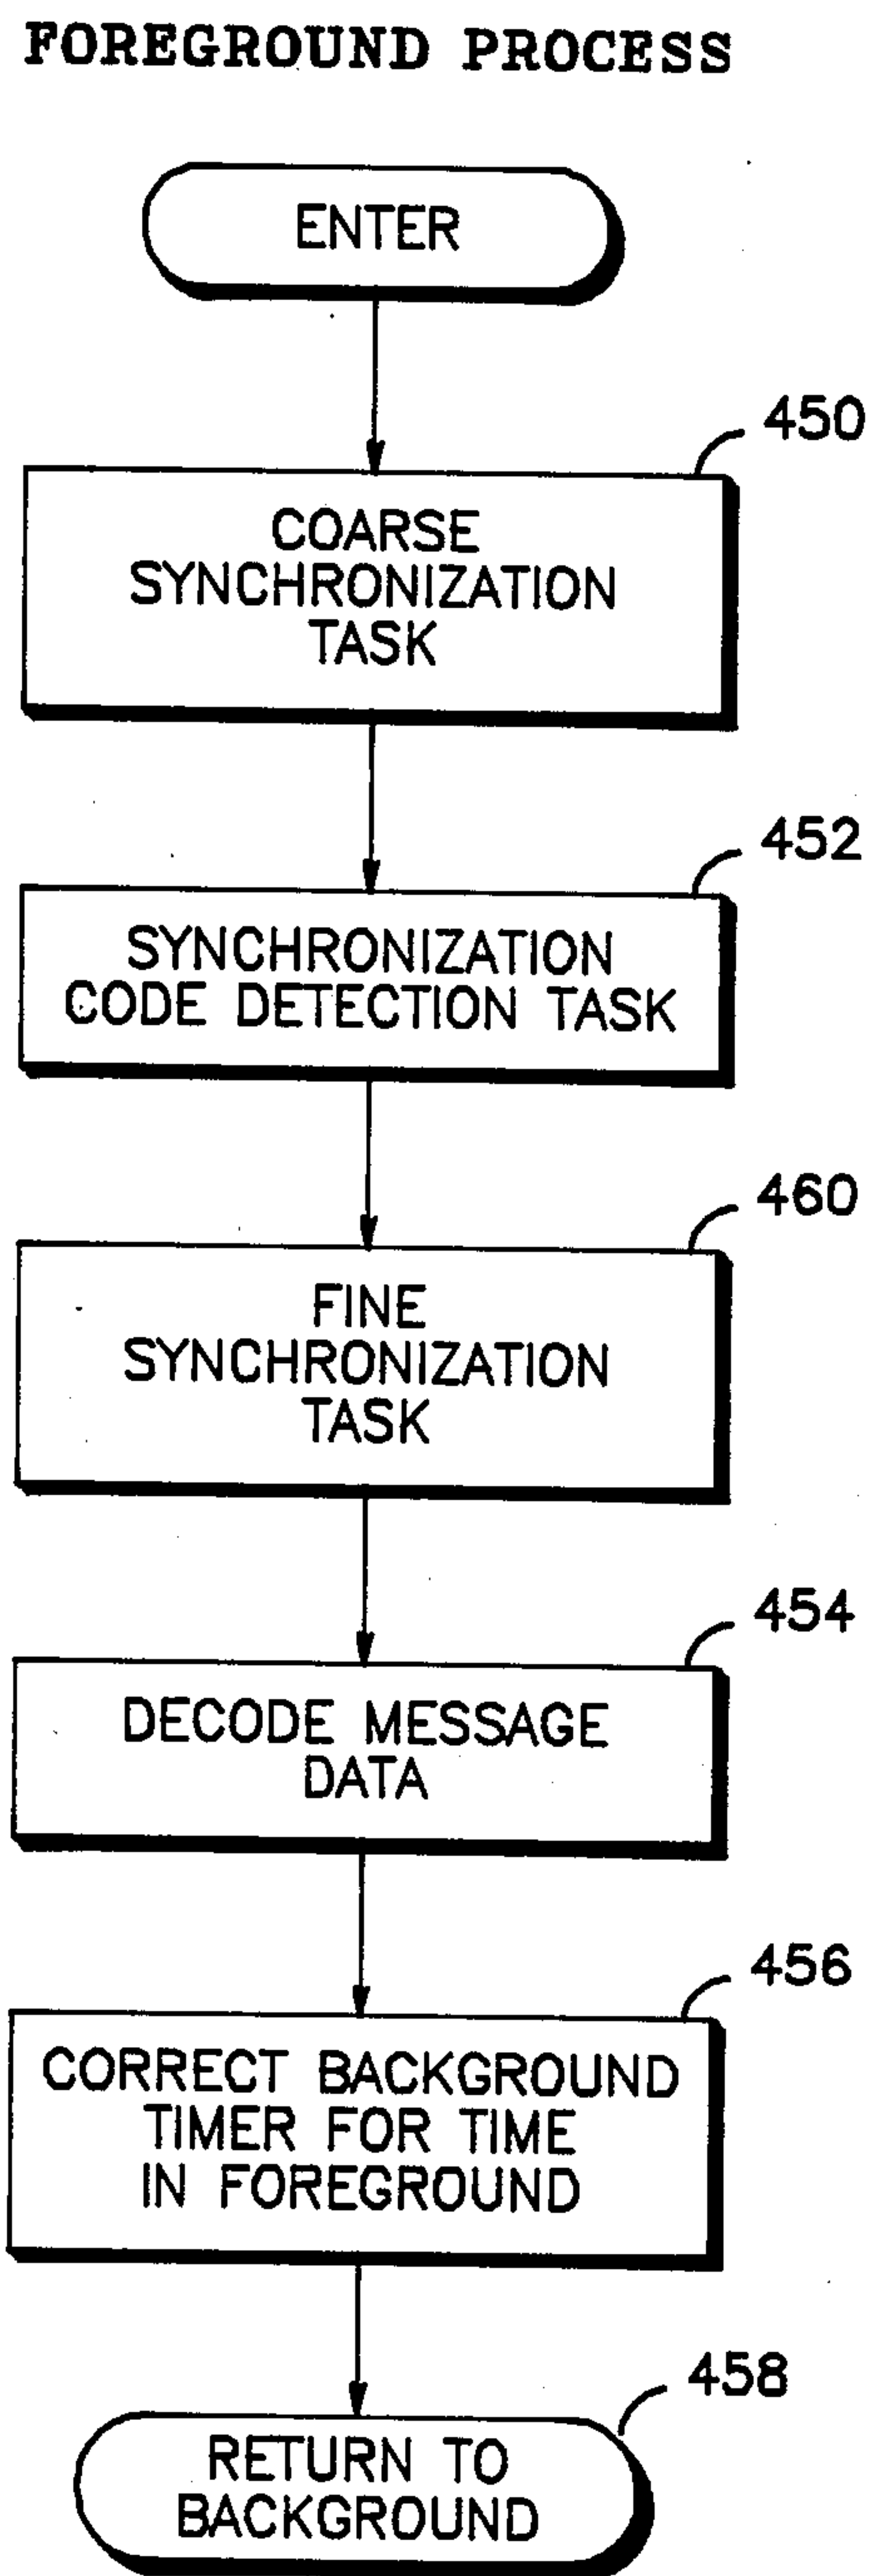 FOREGROUND PROCESS
ENTER
450
COARSE
SYNCHRONIZATION
TASK
452
SYNCHRONIZATION
CODE DETECTION TASK
460
FINE
SYNCHRONIZATION
TASK
454
DECODE MESSAGE
DATA
456
CORRECT BACKGROUND
TIMER FOR TIME
IN FOREGROUND
458
RETURN TO
BACKGROUND